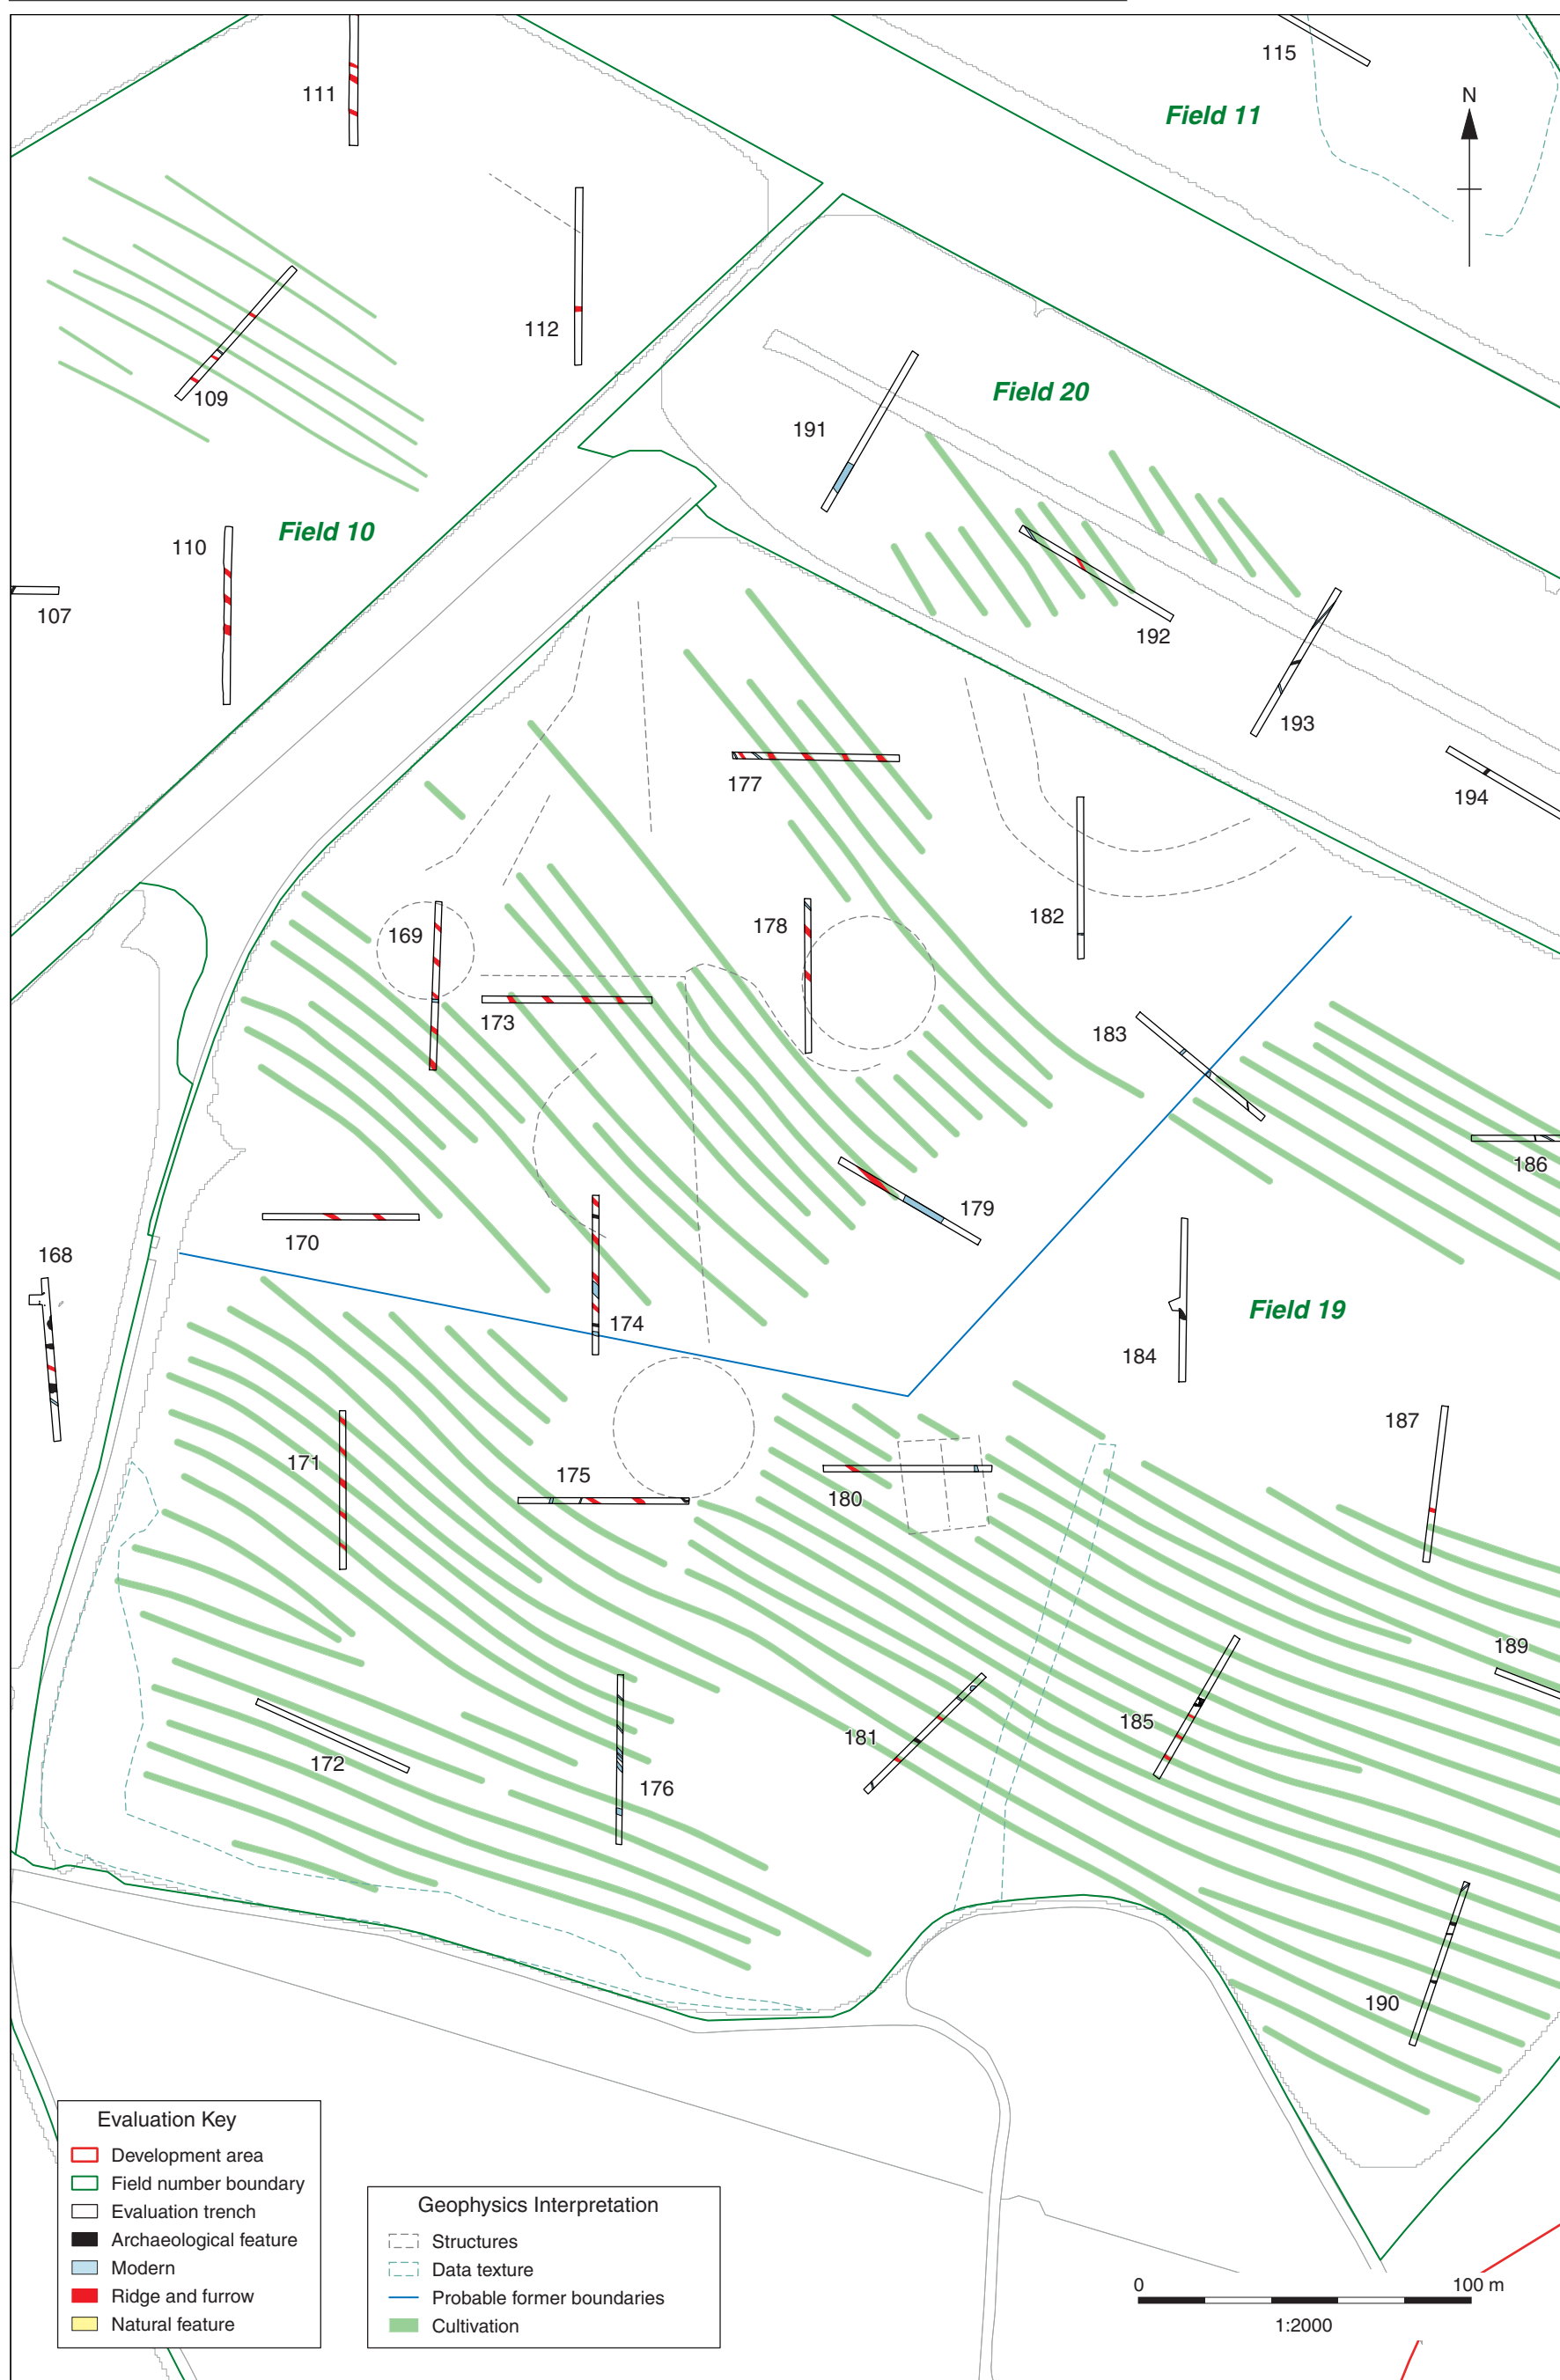 115
111
Field 11
N
112
109
Field 20
191
110
Field 10
107
192
193
177
194
169
178
182
173
183
186
170
179
168
174
Field 19
184
187
171
175
180
189
181
185
172
176
190
Evaluation Key
Development area
Field number boundary
Evaluation trench
Archaeological feature
Modern
Ridge and furrow
Natural feature
Geophysics Interpretation
Structures
Data texture
Probable former boundaries
Cultivation
0 100 m
1:2000